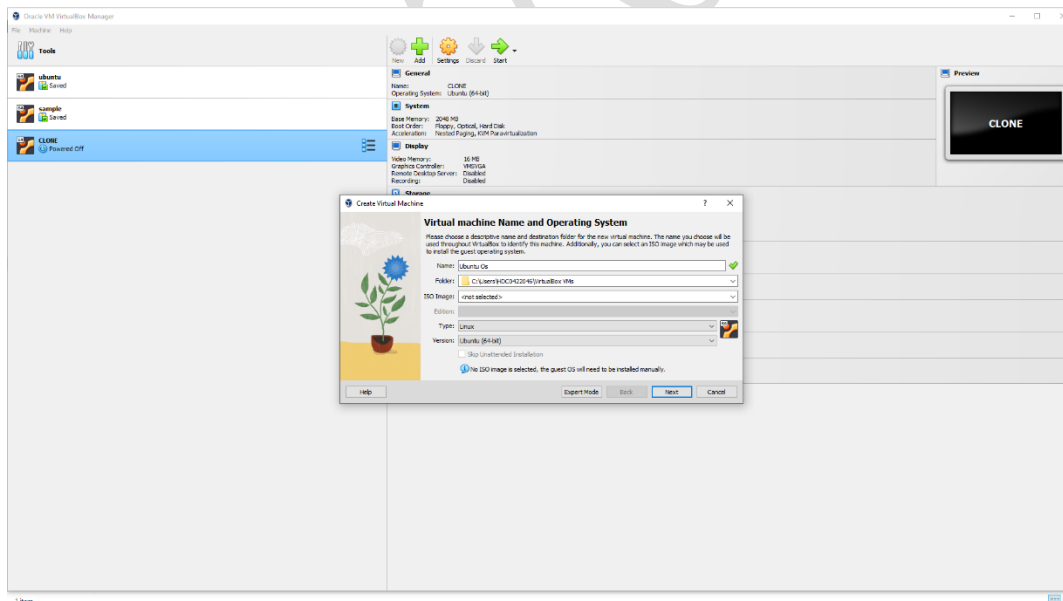 Oracle VM VirtualBox Manager
File Machine Help
Tools
New Add Settings Discard Start
ubuntu
Saved
sample
Saved
CLONE
Powered Off
General
Name: CLONE
Operating System: Ubuntu (64-bit)
System
Base Memory: 2048 MB
Boot Order: Floppy, Optical, Hard Disk
Acceleration: Nested Paging, KVM Paravirtualization
Display
Video Memory: 16 MB
Graphics Controller: VMSVGA
Remote Desktop Server: Disabled
Recording: Disabled
Storage
Preview
CLONE
Create Virtual Machine
? X
Virtual machine Name and Operating System
Please choose a descriptive name and destination folder for the new virtual machine. The name you choose will be
used throughout VirtualBox to identify this machine. Additionally, you can select an ISO image which may be used
to install the guest operating system.
Name: Ubuntu Os
Folder: C:\Users\HDC0422046\VirtualBox VMs
ISO Image: <not selected>
Edition:
Type: Linux
Version: Ubuntu (64-bit)
Skip Unattended Installation
No ISO image is selected, the guest OS will need to be installed manually.
Help Expert Mode Back Next Cancel